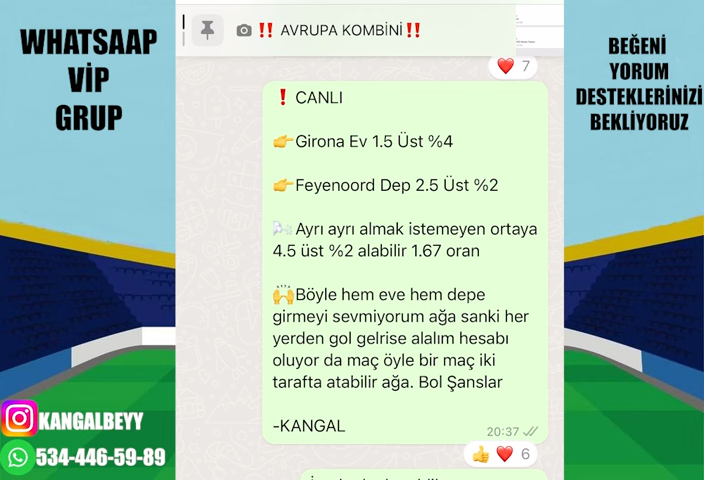 WHATSAAP
VİP
GRUP
‼️ AVRUPA KOMBİNİ‼️
BEĞENİ
YORUM
DESTEKLERİNİZİ
BEKLİYORUZ
❤️ 7
❗ CANLI
👉Girona Ev 1.5 Üst %4
👉Feyenoord Dep 2.5 Üst %2
🌬️Ayrı ayrı almak istemeyen ortaya
4.5 üst %2 alabilir 1.67 oran
🙌Böyle hem eve hem depe
girmeyi sevmiyorum ağa sanki her
yerden gol gelrise alalım hesabı
oluyor da maç öyle bir maç iki
tarafta atabilir ağa. Bol Şanslar
-KANGAL
20:37
👍❤️ 6
KANGALBEYY
534-446-59-89